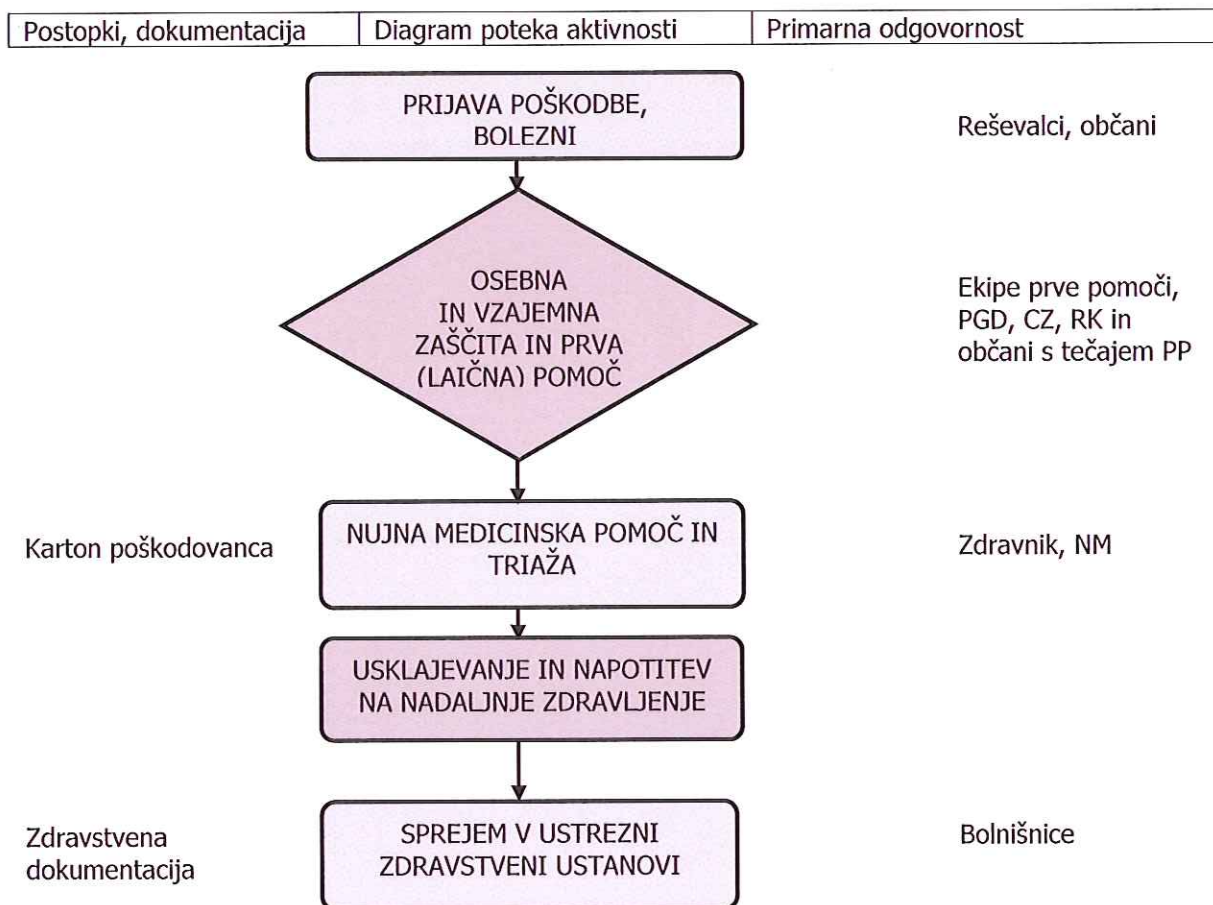 Postopki, dokumentacija
Diagram poteka aktivnosti
Primarna odgovornost
PRIJAVA POŠKODBE,
BOLEZNI
Reševalci, občani
OSEBNA
IN VZAJEMNA
ZAŠČITA IN PRVA
(LAIČNA) POMOČ
Ekipe prve pomoči,
PGD, CZ, RK in
občani s tečajem PP
Karton poškodovanca
NUJNA MEDICINSKA POMOČ IN
TRIAŽA
Zdravnik, NM
USKLAJEVANJE IN NAPOTITEV
NA NADALJNJE ZDRAVLJENJE
Zdravstvena
dokumentacija
SPREJEM V USTREZNI
ZDRAVSTVENI USTANOVI
Bolnišnice